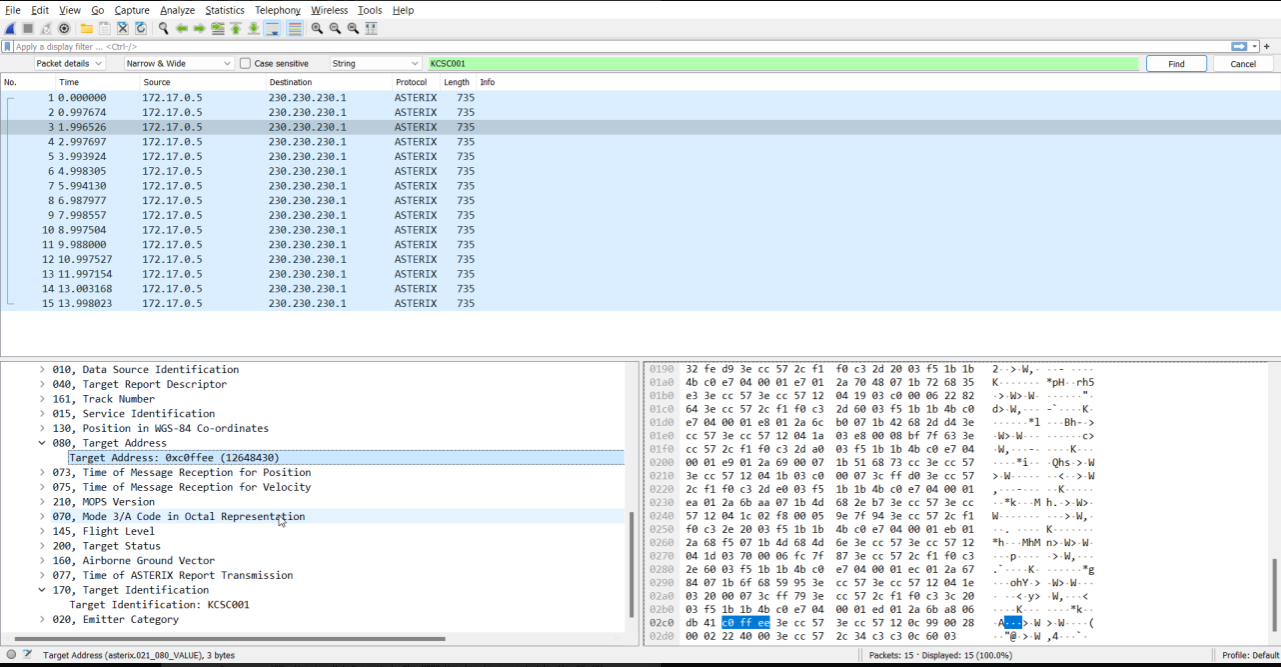 File Edit View Go Capture Analyze Statistics Telephony Wireless Tools Help
Apply a display filter ... <Ctrl-/>
Packet details Narrow & Wide Case sensitive String KCSC001 Find Cancel
No. Time Source Destination Protocol Length Info
1 0.000000 172.17.0.5 230.230.230.1 ASTERIX 735
2 0.997674 172.17.0.5 230.230.230.1 ASTERIX 735
3 1.996526 172.17.0.5 230.230.230.1 ASTERIX 735
4 2.997697 172.17.0.5 230.230.230.1 ASTERIX 735
5 3.993924 172.17.0.5 230.230.230.1 ASTERIX 735
6 4.998305 172.17.0.5 230.230.230.1 ASTERIX 735
7 5.994130 172.17.0.5 230.230.230.1 ASTERIX 735
8 6.987977 172.17.0.5 230.230.230.1 ASTERIX 735
9 7.998557 172.17.0.5 230.230.230.1 ASTERIX 735
10 8.997504 172.17.0.5 230.230.230.1 ASTERIX 735
11 9.988000 172.17.0.5 230.230.230.1 ASTERIX 735
12 10.997527 172.17.0.5 230.230.230.1 ASTERIX 735
13 11.997154 172.17.0.5 230.230.230.1 ASTERIX 735
14 13.003168 172.17.0.5 230.230.230.1 ASTERIX 735
15 13.998023 172.17.0.5 230.230.230.1 ASTERIX 735
010, Data Source Identification
040, Target Report Descriptor
161, Track Number
015, Service Identification
130, Position in WGS-84 Co-ordinates
080, Target Address
Target Address: 0xc0ffee (12648430)
073, Time of Message Reception for Position
075, Time of Message Reception for Velocity
210, MOPS Version
070, Mode 3/A Code in Octal Representation
145, Flight Level
200, Target Status
160, Airborne Ground Vector
077, Time of ASTERIX Report Transmission
170, Target Identification
Target Identification: KCSC001
020, Emitter Category
0190 32 fe d9 3e cc 57 2c f1 f0 c3 2d 20 03 f5 1b 1b
01a0 4b c0 e7 04 00 01 e7 01 2a 70 48 07 1b 72 68 35
01b0 e3 3e cc 57 3e cc 57 12 04 19 03 c0 00 06 22 82
01c0 64 3e cc 57 2c f1 f0 c3 2d 60 03 f5 1b 1b 4b c0
01d0 e7 04 00 01 e8 01 2a 6c b0 07 1b 42 68 2d d4 3e
01e0 cc 57 3e cc 57 12 04 1a 03 e8 00 08 bf 7f 63 3e
01f0 cc 57 2c f1 f0 c3 2d a0 03 f5 1b 1b 4b c0 e7 04
0200 00 01 e9 01 2a 69 00 07 1b 51 68 73 cc 3e cc 57
0210 3e cc 57 12 04 1b 03 c0 00 07 3c ff d0 3e cc 57
0220 2c f1 f0 c3 2d e0 03 f5 1b 1b 4b c0 e7 04 00 01
0230 ea 01 2a 6b aa 07 1b 4d 68 2e b7 3e cc 57 3e cc
0240 57 12 04 1c 02 f8 00 05 9e 7f 94 3e cc 57 2c f1
0250 f0 c3 2e 20 03 f5 1b 1b 4b c0 e7 04 00 01 eb 01
0260 2a 68 f5 07 1b 4d 68 4d 6e 3e cc 57 3e cc 57 12
0270 04 1d 03 70 00 06 fc 7f 87 3e cc 57 2c f1 f0 c3
0280 2e 60 03 f5 1b 1b 4b c0 e7 04 00 01 ec 01 2a 67
0290 84 07 1b 6f 68 59 95 3e cc 57 3e cc 57 12 04 1e
02a0 03 20 00 07 3c ff 79 3e cc 57 2c f1 f0 c3 3c 20
02b0 03 f5 1b 1b 4b c0 e7 04 00 01 ed 01 2a 6b a8 06
02c0 db 41 c0 ff ee 3e cc 57 3e cc 57 12 0c 99 00 28
02d0 00 02 22 40 00 3e cc 57 2c 34 c3 c3 0c 60 03
Target Address (asterix.021_080_VALUE), 3 bytes
Packets: 15 · Displayed: 15 (100.0%)
Profile: Default